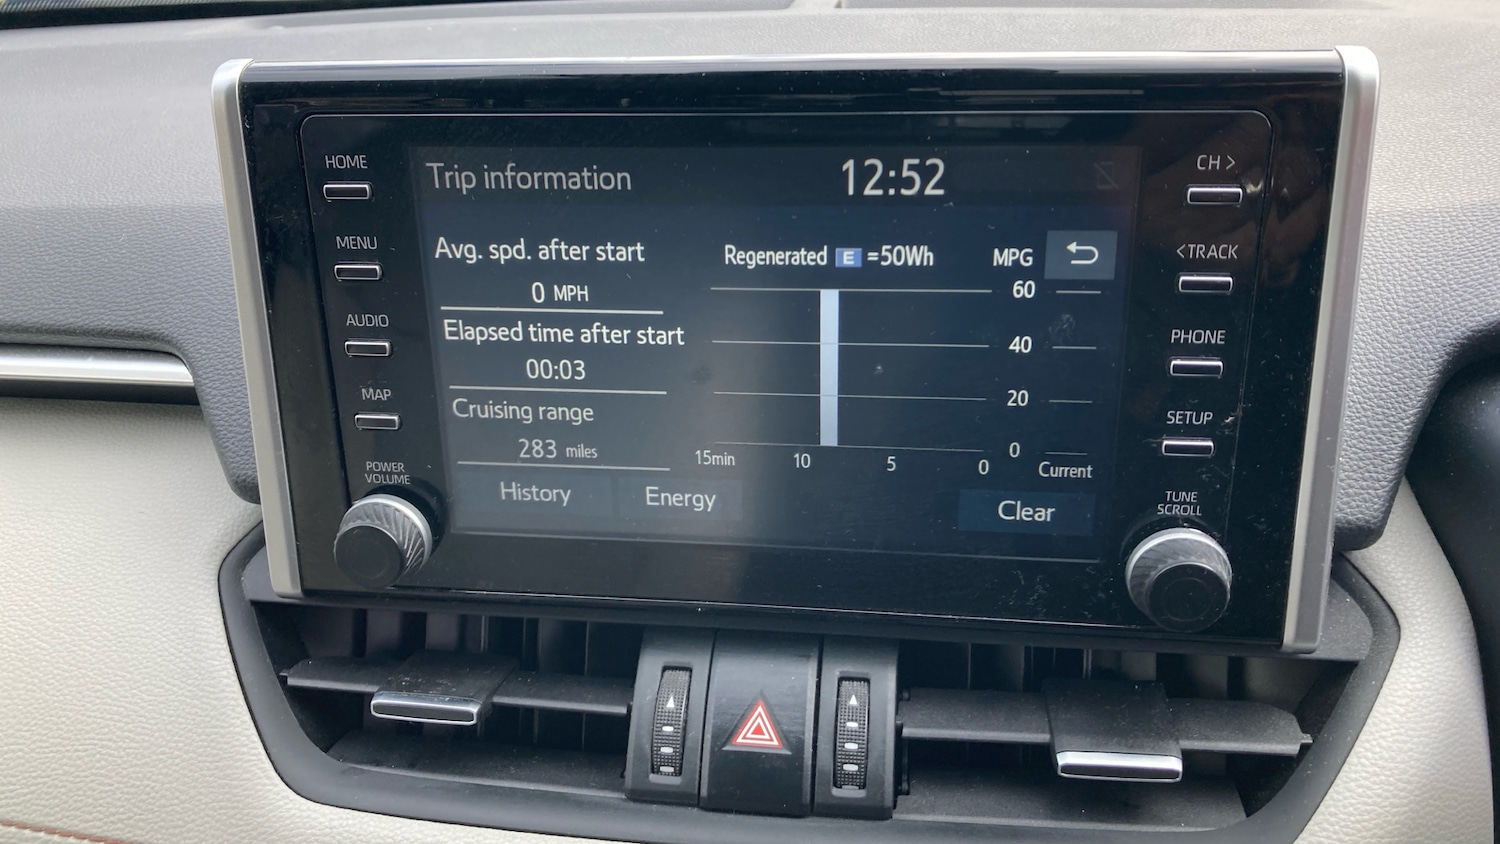 HOME
MENU
AUDIO
MAP
POWER
VOLUME
Trip information
12:52
Avg. spd. after start
0 MPH
Elapsed time after start
00:03
Cruising range
283 miles
History
Energy
Regenerated E =50Wh
MPG
60
40
20
0
15min
10
5
0
Current
Clear
CH >
<TRACK
PHONE
SETUP
TUNE
SCROLL